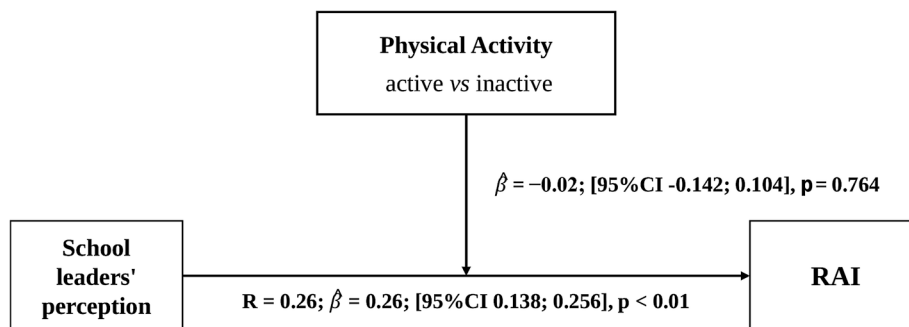 Physical Activity
active vs inactive
β̂ = −0.02; [95%CI -0.142; 0.104], p = 0.764
School
leaders'
perception
RAI
R = 0.26; β̂ = 0.26; [95%CI 0.138; 0.256], p < 0.01